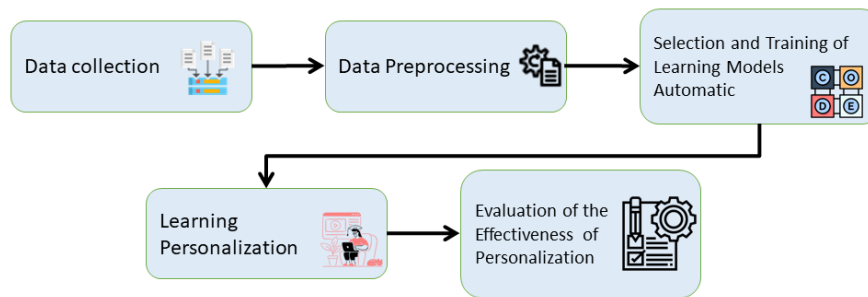 Data collection
Data Preprocessing
Selection and Training of
Learning Models
Automatic
C O
D E
Learning
Personalization
Evaluation of the
Effectiveness of
Personalization